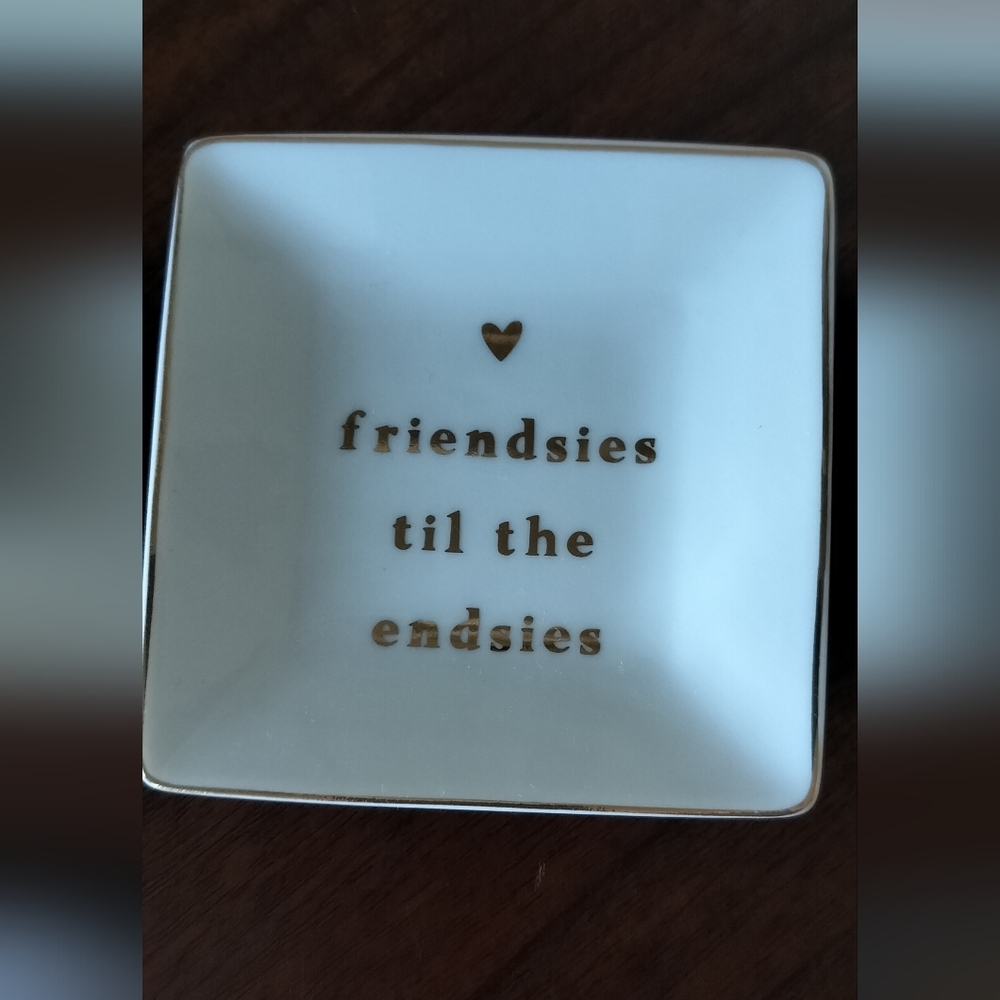 friendsies
til the
endsies